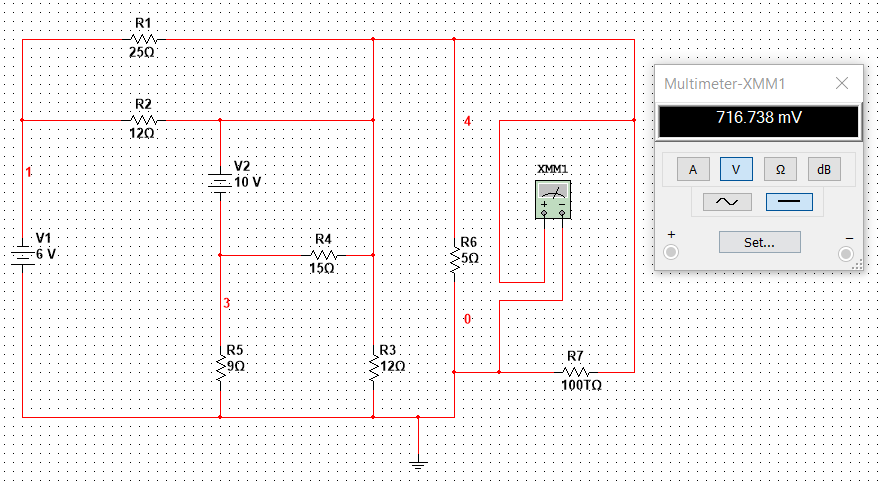 R1
25Ω
R2
12Ω
4
1
V2
10 V
XMM1
+ −
V1
6 V
R4
15Ω
R6
5Ω
3
0
R5
9Ω
R3
12Ω
R7
100TΩ
Multimeter-XMM1
716.738 mV
A V Ω dB
+ −
Set...